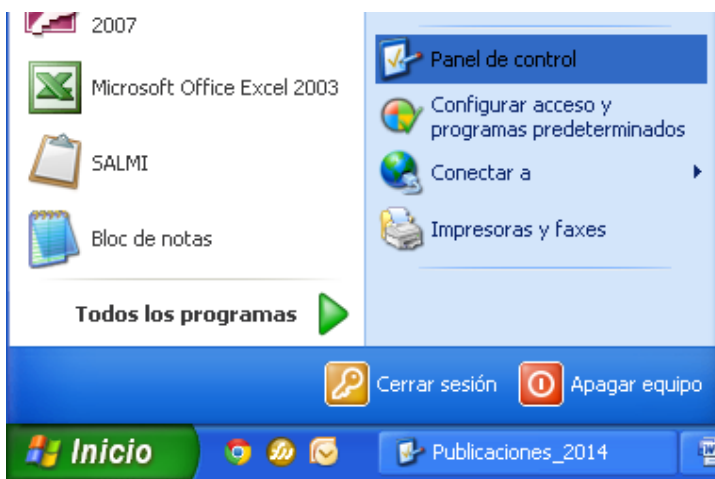 2007
Microsoft Office Excel 2003
SALMI
Bloc de notas
Todos los programas
Panel de control
Configurar acceso y
programas predeterminados
Conectar a
Impresoras y faxes
Cerrar sesión
Apagar equipo
Inicio
Publicaciones_2014